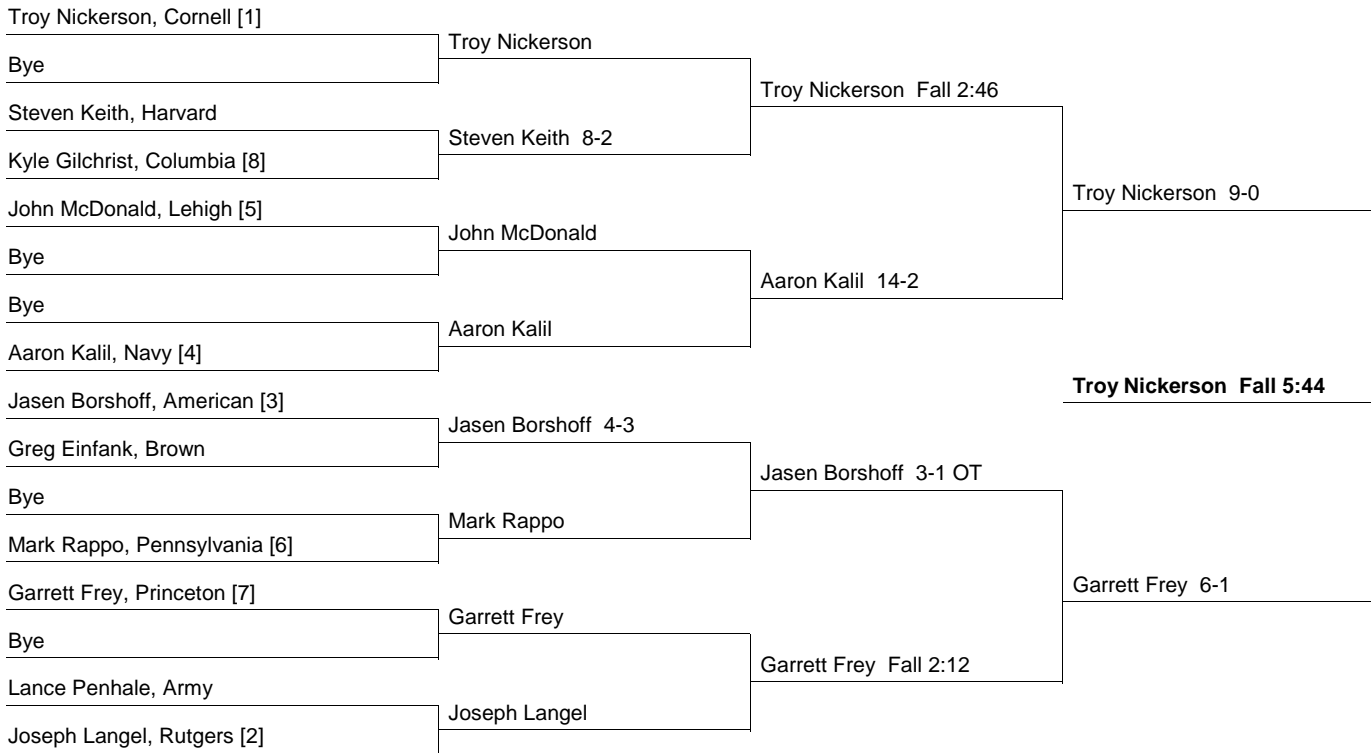 Troy Nickerson, Cornell [1]
Bye
Steven Keith, Harvard
Kyle Gilchrist, Columbia [8]
John McDonald, Lehigh [5]
Bye
Bye
Aaron Kalil, Navy [4]
Jasen Borshoff, American [3]
Greg Einfank, Brown
Bye
Mark Rappo, Pennsylvania [6]
Garrett Frey, Princeton [7]
Bye
Lance Penhale, Army
Joseph Langel, Rutgers [2]
Troy Nickerson
Steven Keith 8-2
John McDonald
Aaron Kalil
Jasen Borshoff 4-3
Mark Rappo
Garrett Frey
Joseph Langel
Troy Nickerson Fall 2:46
Aaron Kalil 14-2
Jasen Borshoff 3-1 OT
Garrett Frey Fall 2:12
Troy Nickerson 9-0
Garrett Frey 6-1
Troy Nickerson Fall 5:44